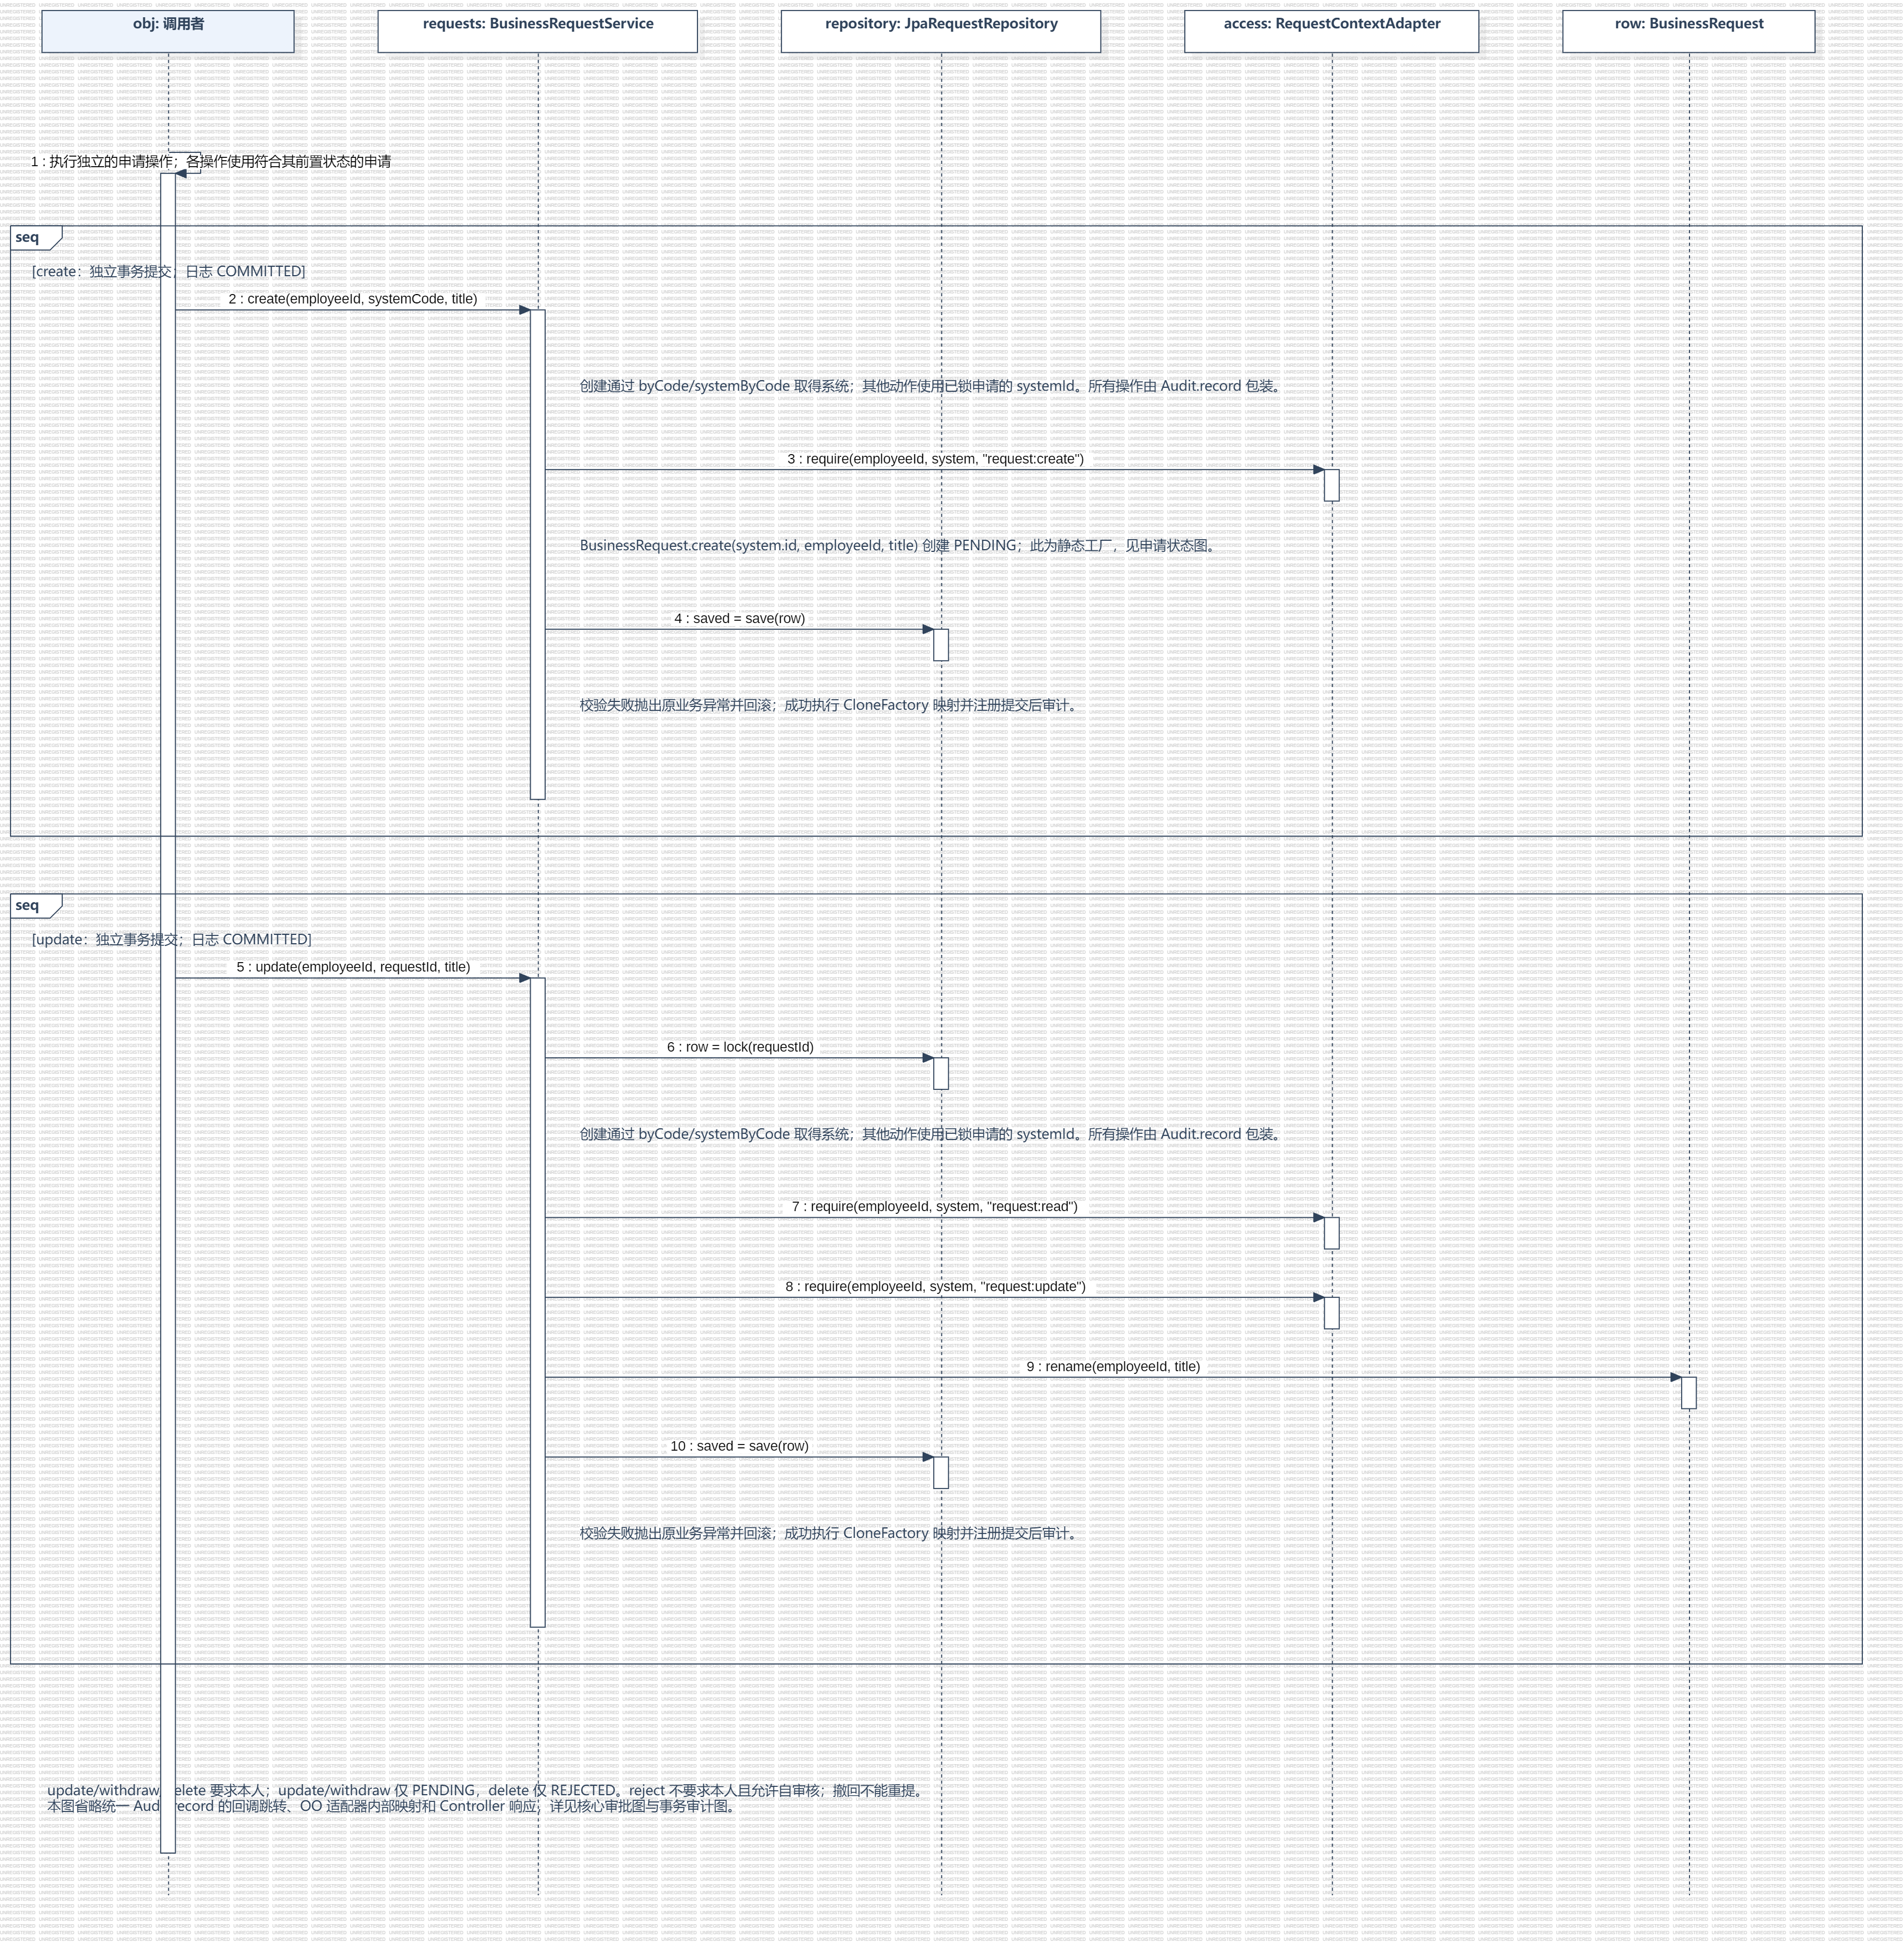 obj: 调用者
requests: BusinessRequestService
repository: JpaRequestRepository
access: RequestContextAdapter
row: BusinessRequest
1 : 执行独立的申请操作；各操作使用符合其前置状态的申请
seq
[create：独立事务提交；日志 COMMITTED]
2 : create(employeeId, systemCode, title)
创建通过 byCode/systemByCode 取得系统；其他动作使用已锁申请的 systemId。所有操作由 Audit.record 包装。
3 : require(employeeId, system, "request:create")
BusinessRequest.create(system.id, employeeId, title) 创建 PENDING；此为静态工厂，见申请状态图。
4 : saved = save(row)
校验失败抛出原业务异常并回滚；成功执行 CloneFactory 映射并注册提交后审计。
seq
[update：独立事务提交；日志 COMMITTED]
5 : update(employeeId, requestId, title)
6 : row = lock(requestId)
创建通过 byCode/systemByCode 取得系统；其他动作使用已锁申请的 systemId。所有操作由 Audit.record 包装。
7 : require(employeeId, system, "request:read")
8 : require(employeeId, system, "request:update")
9 : rename(employeeId, title)
10 : saved = save(row)
校验失败抛出原业务异常并回滚；成功执行 CloneFactory 映射并注册提交后审计。
update/withdraw/delete 要求本人；update/withdraw 仅 PENDING，delete 仅 REJECTED。reject 不要求本人且允许自审核；撤回不能重提。
本图省略统一 Audit.record 的回调跳转、OO 适配器内部映射和 Controller 响应，详见核心审批图与事务审计图。
UNREGISTERED